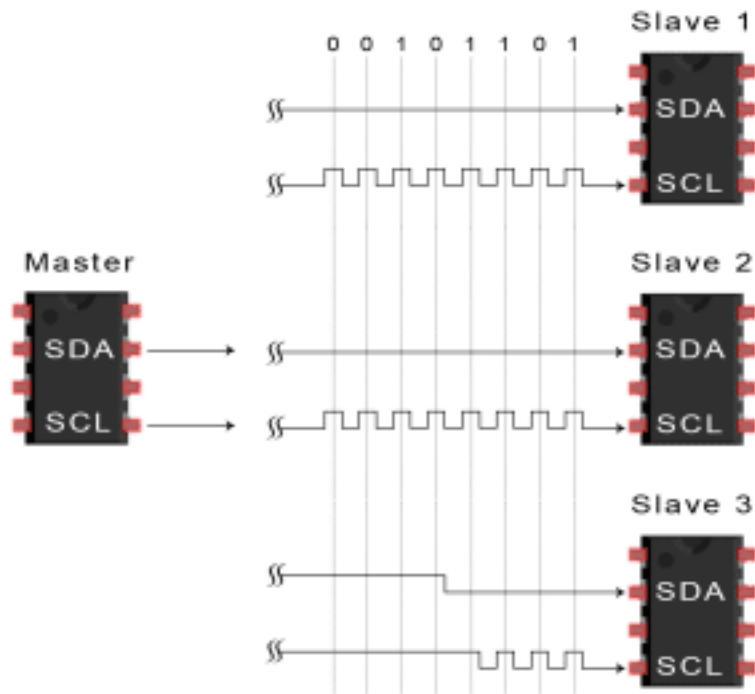 Slave 1
0 0 1 0 1 1 0 1
SDA
SCL
Master
SDA
SCL
Slave 2
SDA
SCL
Slave 3
SDA
SCL